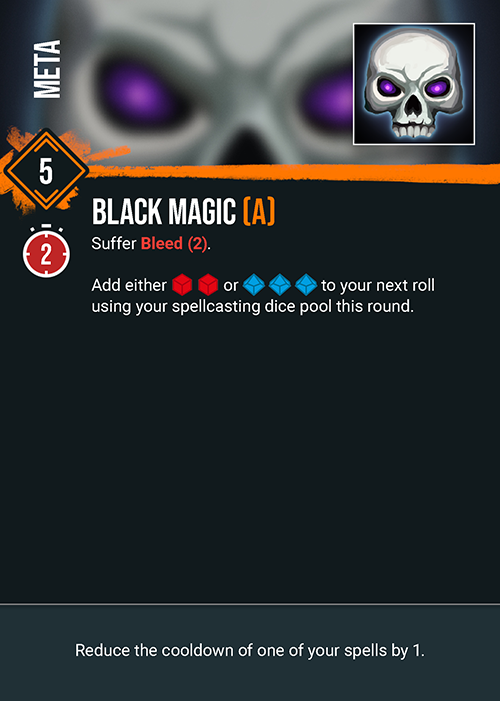 META
5
BLACK MAGIC (A)
2
Suffer Bleed (2).
Add either or to your next roll
using your spellcasting dice pool this round.
Reduce the cooldown of one of your spells by 1.